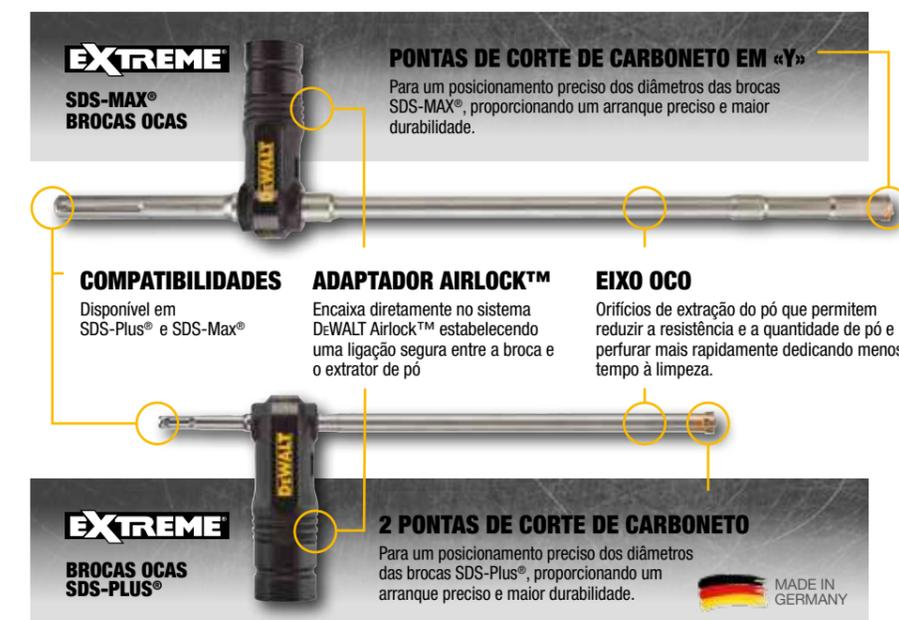 EXTREME®
SDS-MAX®
BROCAS OCAS
PONTAS DE CORTE DE CARBONETO EM «Y»
Para um posicionamento preciso dos diâmetros das brocas
SDS-MAX®, proporcionando um arranque preciso e maior
durabilidade.
DEWALT
COMPATIBILIDADES
Disponível em
SDS-Plus® e SDS-Max®
ADAPTADOR AIRLOCK™
Encaixa diretamente no sistema
DEWALT Airlock™ estabelecendo
uma ligação segura entre a broca e
o extrator de pó
EIXO OCO
Orifícios de extração do pó que permitem
reduzir a resistência e a quantidade de pó e
perfurar mais rapidamente dedicando menos
tempo à limpeza.
DEWALT
EXTREME®
BROCAS OCAS
SDS-PLUS®
2 PONTAS DE CORTE DE CARBONETO
Para um posicionamento preciso dos diâmetros
das brocas SDS-Plus®, proporcionando um
arranque preciso e maior durabilidade.
MADE IN
GERMANY